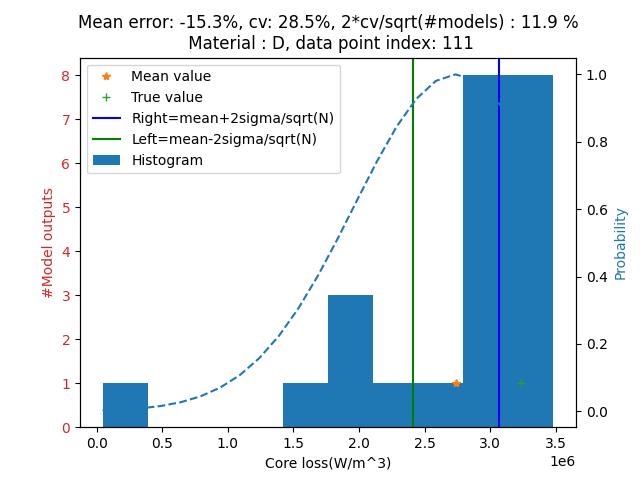 Mean error: -15.3%, cv: 28.5%, 2*cv/sqrt(#models) : 11.9 %
Material : D, data point index: 111
Mean value
True value
Right=mean+2sigma/sqrt(N)
Left=mean-2sigma/sqrt(N)
Histogram
#Model outputs
8
7
6
5
4
3
2
1
0
Probability
1.0
0.8
0.6
0.4
0.2
0.0
0.0 0.5 1.0 1.5 2.0 2.5 3.0 3.5
1e6
Core loss(W/m^3)